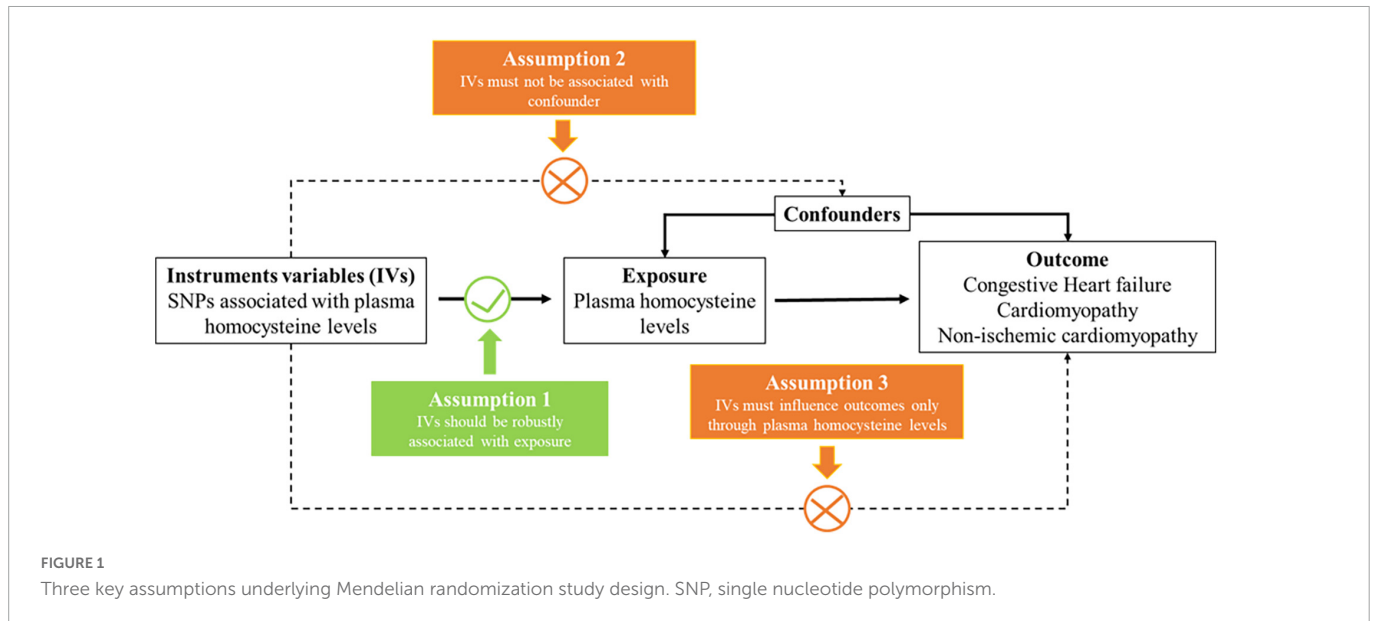 Assumption 2
IVs must not be associated with
confounder
Confounders
Instruments variables (IVs)
SNPs associated with plasma
homocysteine levels
Exposure
Plasma homocysteine
levels
Outcome
Congestive Heart failure
Cardiomyopathy
Non-ischemic cardiomyopathy
Assumption 1
IVs should be robustly
associated with exposure
Assumption 3
IVs must influence outcomes only
through plasma homocysteine levels
FIGURE 1
Three key assumptions underlying Mendelian randomization study design. SNP, single nucleotide polymorphism.